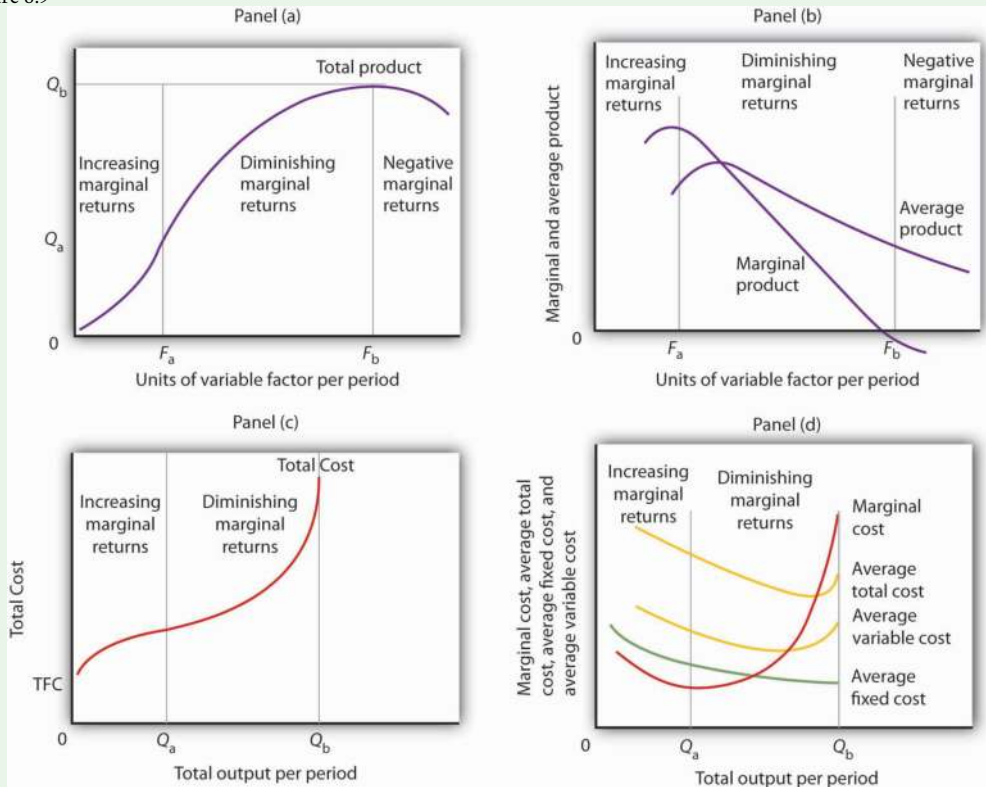 Panel (a)
Q_b
Total product
Increasing
marginal
returns
Diminishing
marginal
returns
Negative
marginal
returns
Q_a
0
F_a
F_b
Units of variable factor per period
Panel (b)
Marginal and average product
Increasing
marginal
returns
Diminishing
marginal
returns
Negative
marginal
returns
Average
product
Marginal
product
0
F_a
F_b
Units of variable factor per period
Panel (c)
Total Cost
Total Cost
Increasing
marginal
returns
Diminishing
marginal
returns
TFC
0
Q_a
Q_b
Total output per period
Panel (d)
Marginal cost, average total
cost, average fixed cost, and
average variable cost
Increasing
marginal
returns
Diminishing
marginal
returns
Marginal
cost
Average
total cost
Average
variable cost
Average
fixed cost
0
Q_a
Q_b
Total output per period